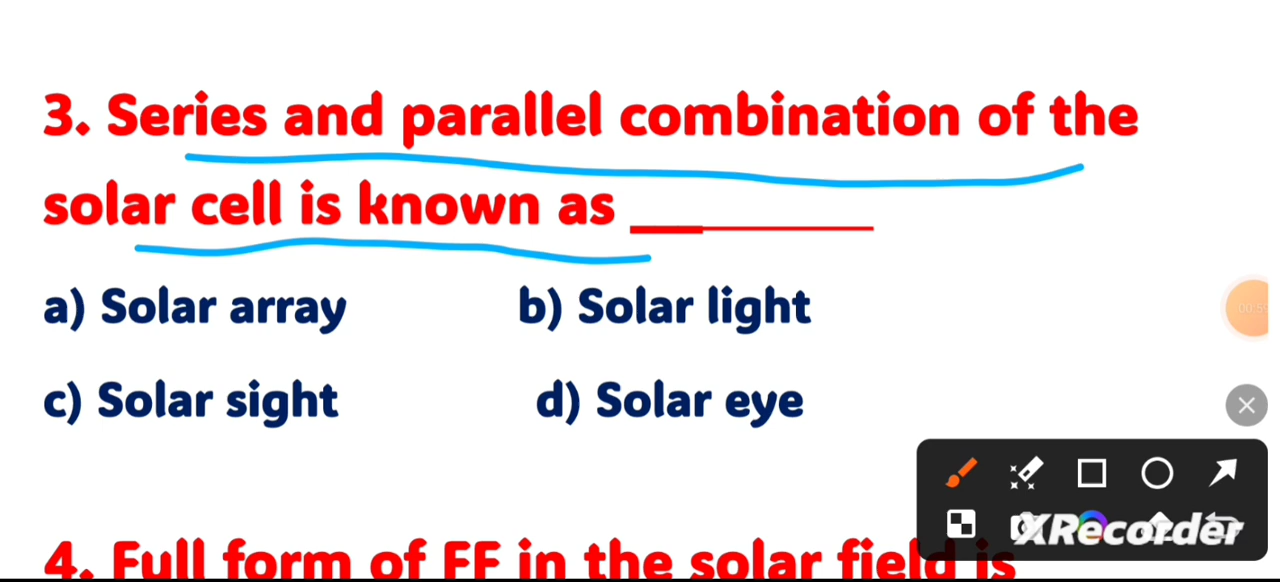 3. Series and parallel combination of the
solar cell is known as ________
a) Solar array b) Solar light
c) Solar sight d) Solar eye
XRecorder
4. Full form of FF in the solar field is